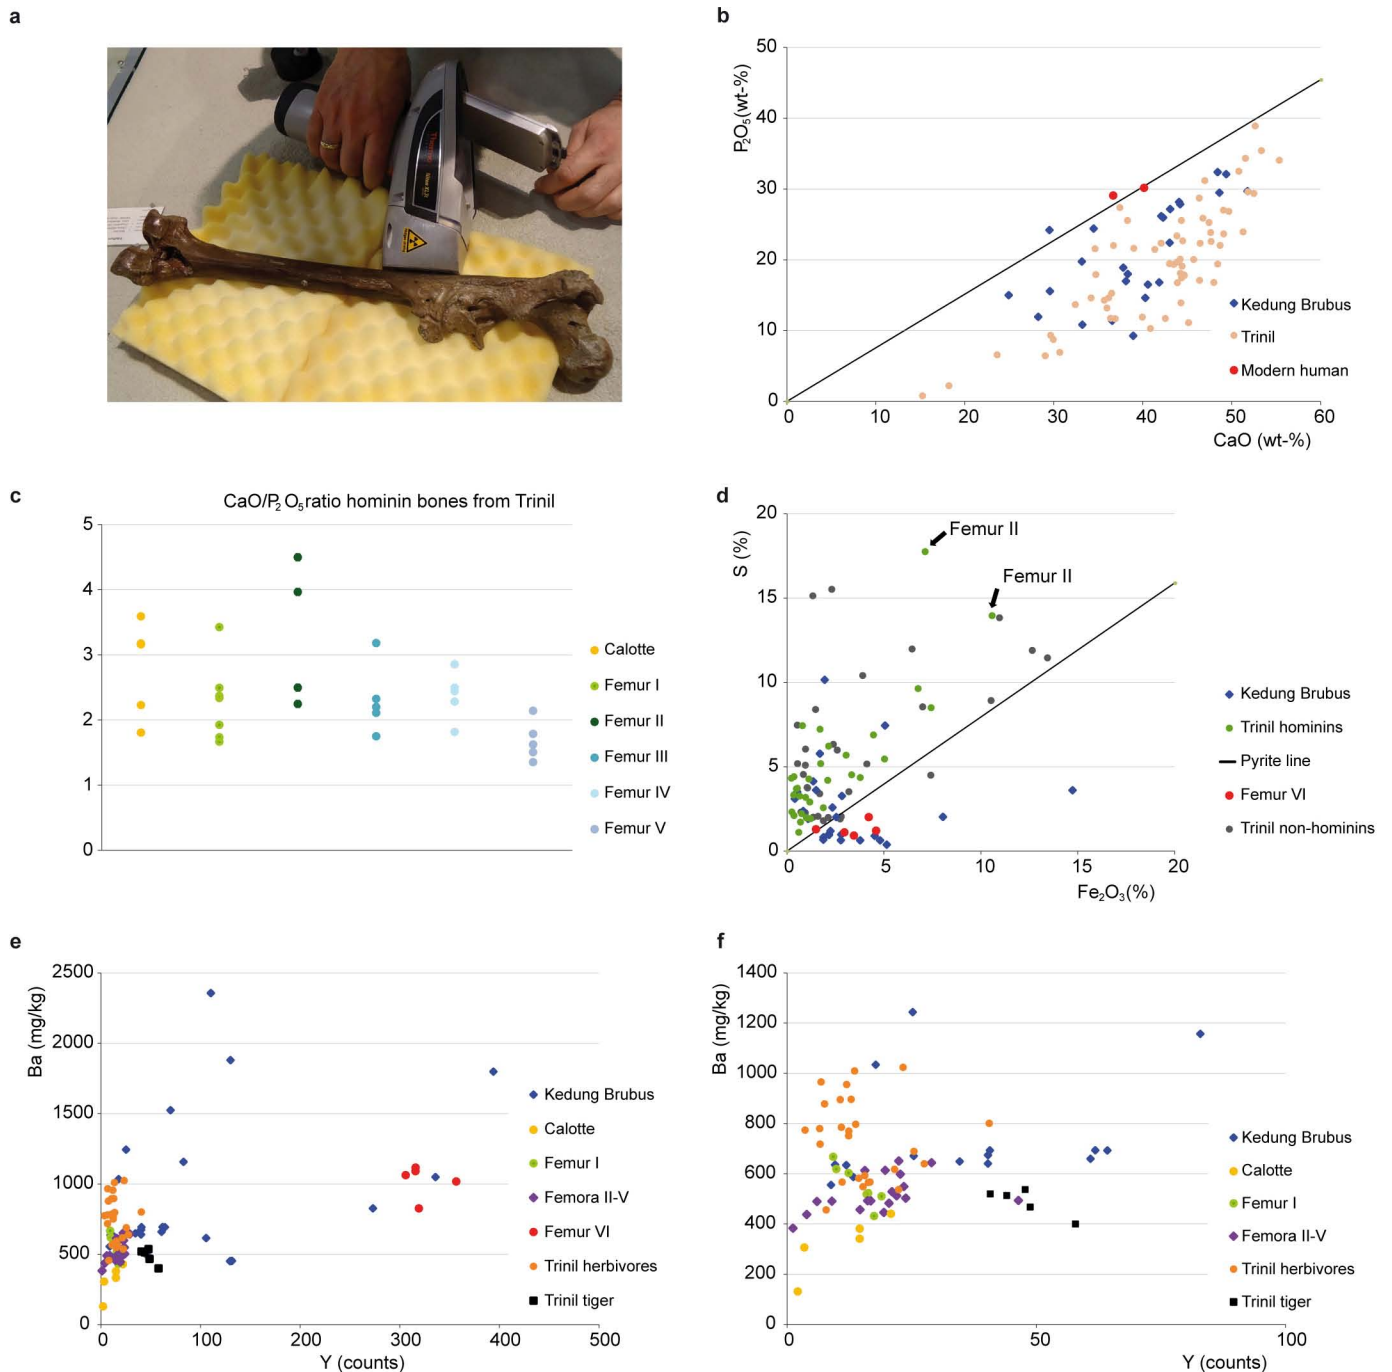 a
Thermo
b
P₂O₅(wt-%)
50
40
30
20
10
0
0
10
20
30
40
50
60
CaO (wt-%)
Kedung Brubus
Trinil
Modern human
c
CaO/P₂O₅ratio hominin bones from Trinil
5
4
3
2
1
0
Calotte
Femur I
Femur II
Femur III
Femur IV
Femur V
d
S (%)
20
15
10
5
0
Femur II
Femur II
0
5
10
15
20
Fe₂O₃(%)
Kedung Brubus
Trinil hominins
Pyrite line
Femur VI
Trinil non-hominins
e
Ba (mg/kg)
2500
2000
1500
1000
500
0
0
100
200
300
400
500
Y (counts)
Kedung Brubus
Calotte
Femur I
Femora II-V
Femur VI
Trinil herbivores
Trinil tiger
f
Ba (mg/kg)
1400
1200
1000
800
600
400
200
0
0
50
100
Y (counts)
Kedung Brubus
Calotte
Femur I
Femora II-V
Trinil herbivores
Trinil tiger